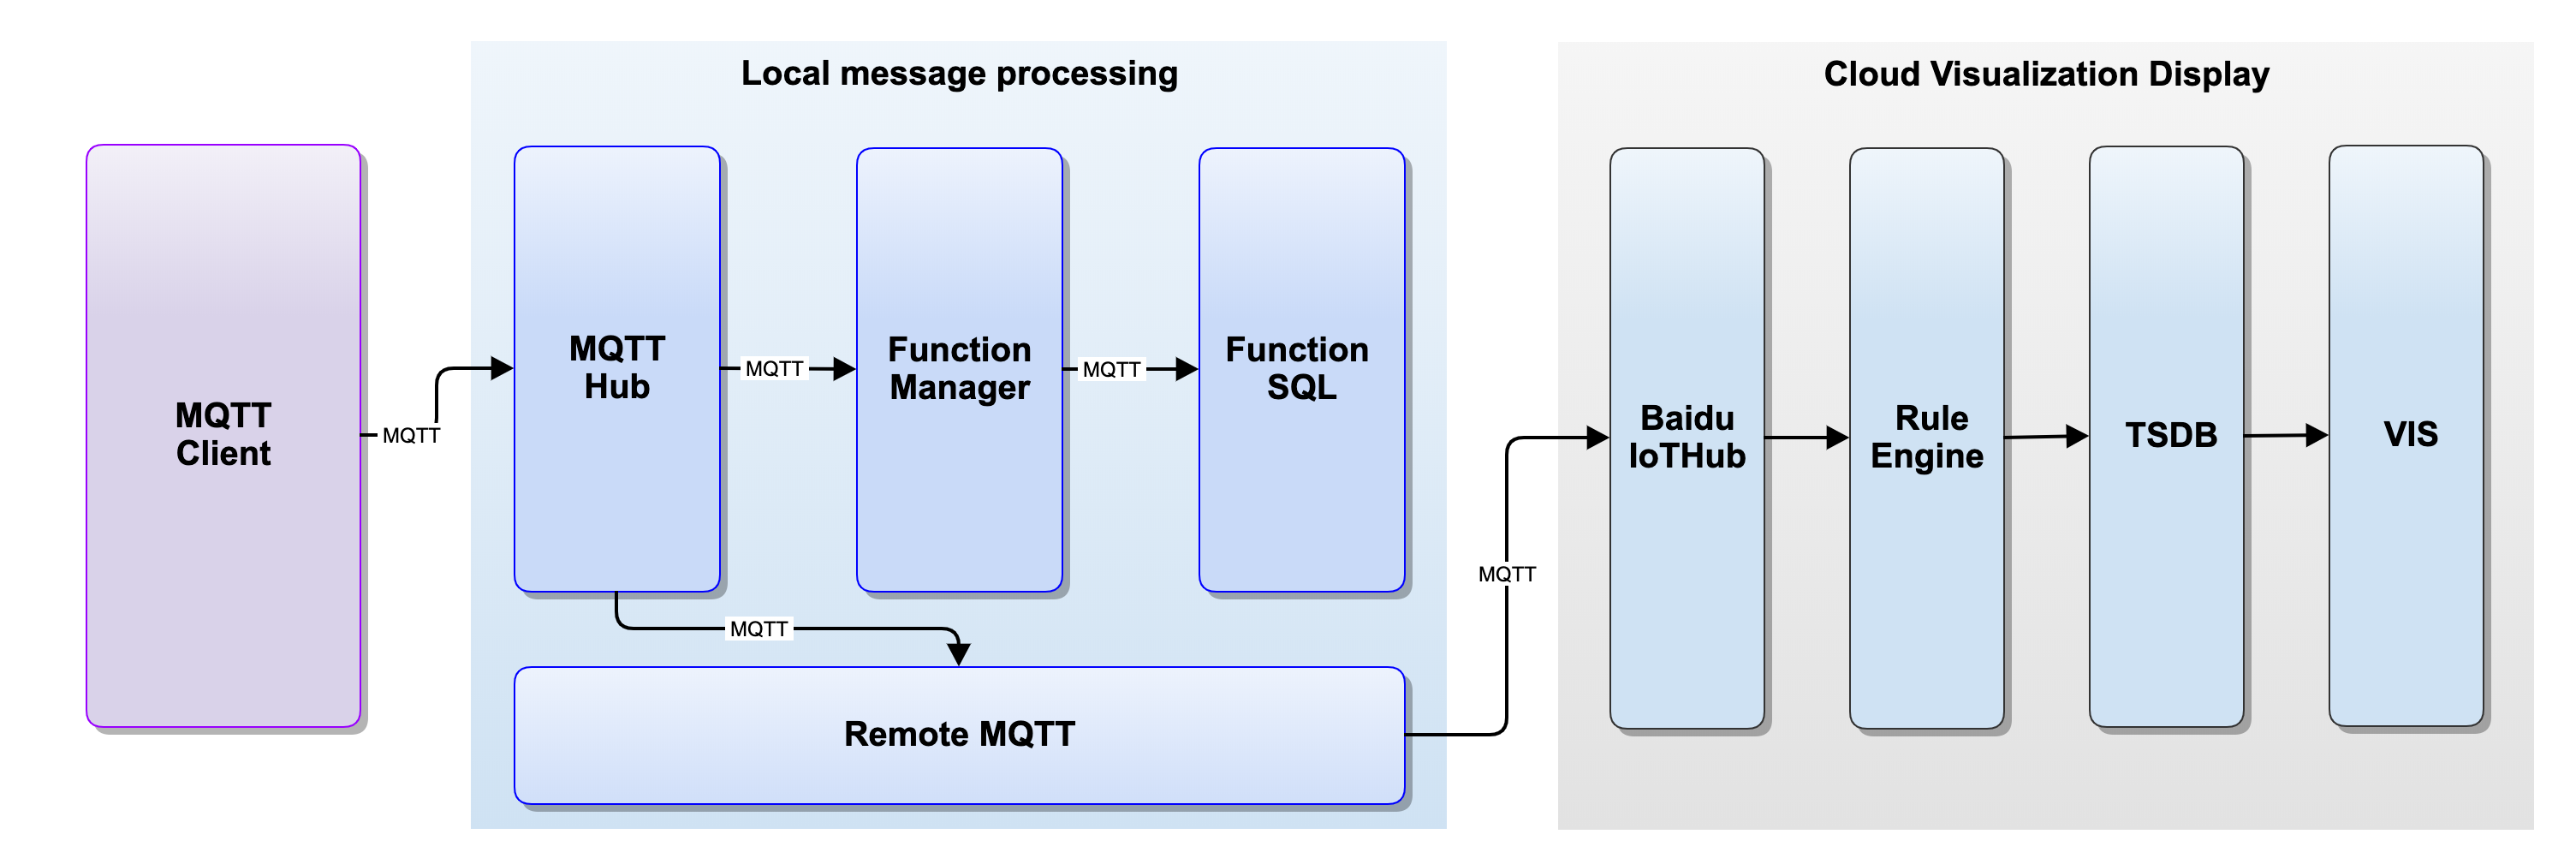 Local message processing
Cloud Visualization Display
MQTT
Client
MQTT
MQTT
Hub
MQTT
Function
Manager
MQTT
Function
SQL
MQTT
Remote MQTT
MQTT
Baidu
IoTHub
Rule
Engine
TSDB
VIS